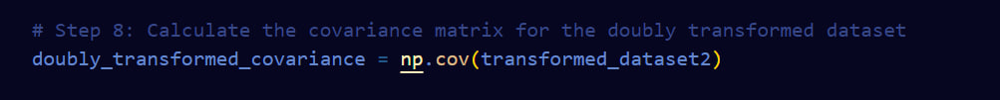 # Step 8: Calculate the covariance matrix for the doubly transformed dataset
doubly_transformed_covariance = np.cov(transformed_dataset2)